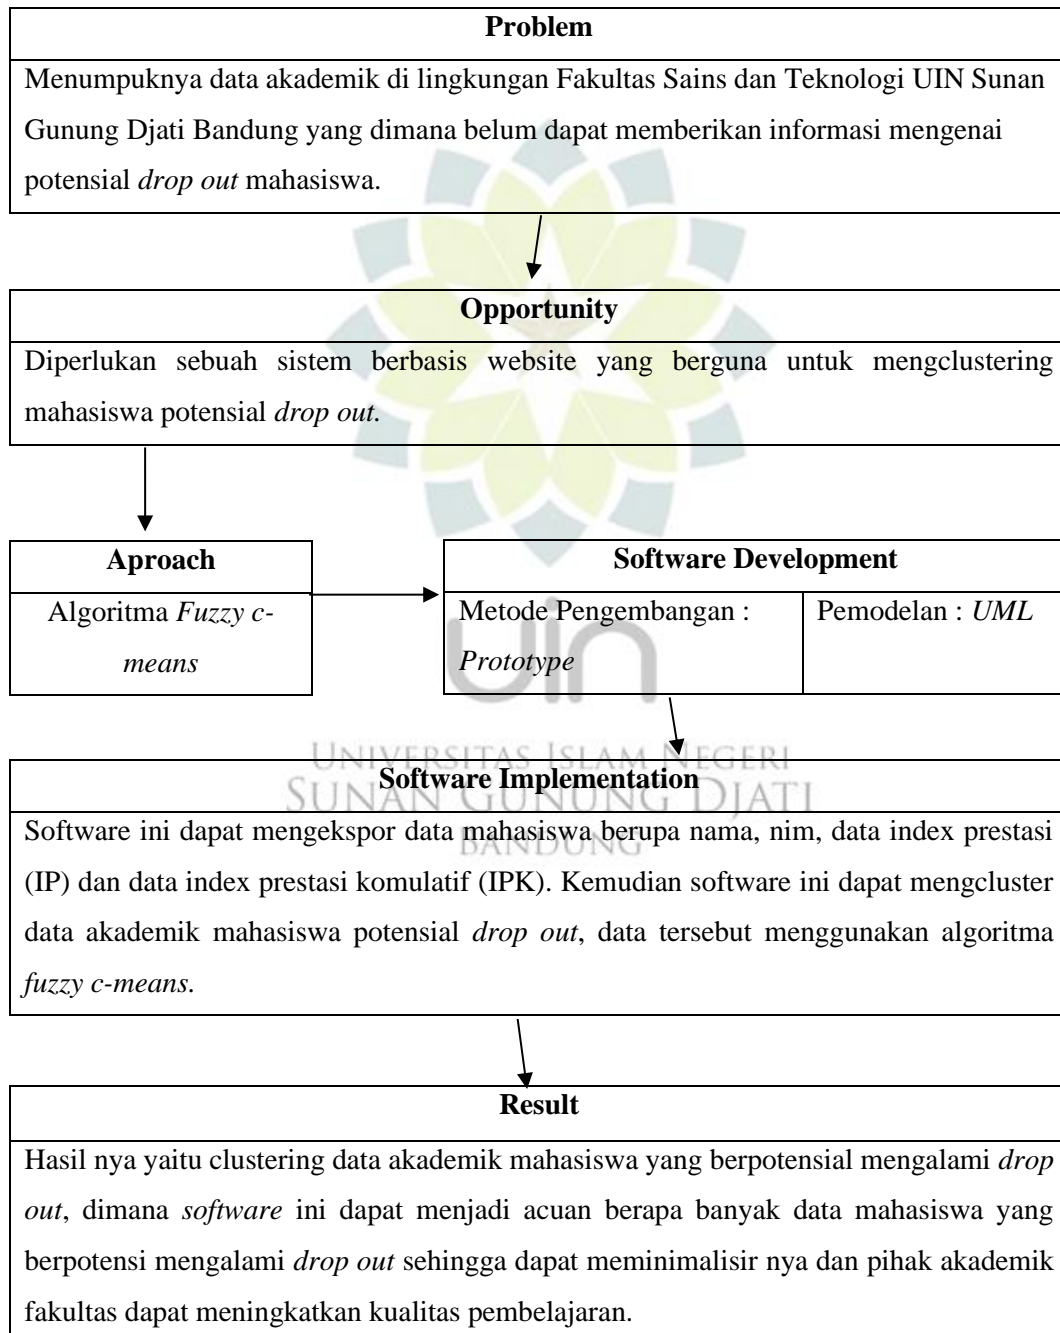 Problem
Menumpuknya data akademik di lingkungan Fakultas Sains dan Teknologi UIN Sunan
Gunung Djati Bandung yang dimana belum dapat memberikan informasi mengenai
potensial drop out mahasiswa.
Opportunity
Diperlukan sebuah sistem berbasis website yang berguna untuk mengclustering
mahasiswa potensial drop out.
Aproach
Algoritma Fuzzy c-
means
Software Development
Metode Pengembangan :
Prototype
Pemodelan : UML
uin
UNIVERSITAS ISLAM NEGERI
SUNAN GUNUNG DJATI
BANDUNG
Software Implementation
Software ini dapat mengekspor data mahasiswa berupa nama, nim, data index prestasi
(IP) dan data index prestasi komulatif (IPK). Kemudian software ini dapat mengcluster
data akademik mahasiswa potensial drop out, data tersebut menggunakan algoritma
fuzzy c-means.
Result
Hasil nya yaitu clustering data akademik mahasiswa yang berpotensial mengalami drop
out, dimana software ini dapat menjadi acuan berapa banyak data mahasiswa yang
berpotensi mengalami drop out sehingga dapat meminimalisir nya dan pihak akademik
fakultas dapat meningkatkan kualitas pembelajaran.